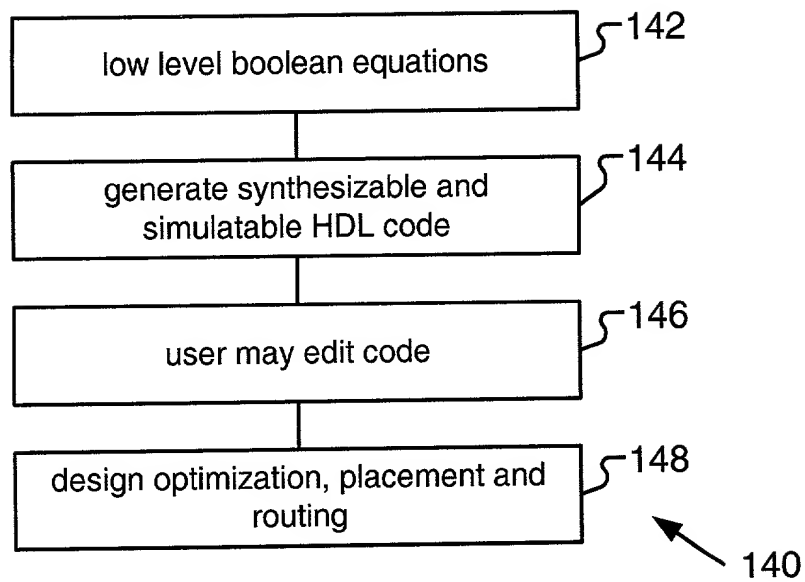 low level boolean equations
142
generate synthesizable and
simulatable HDL code
144
user may edit code
146
design optimization, placement and
routing
148
140